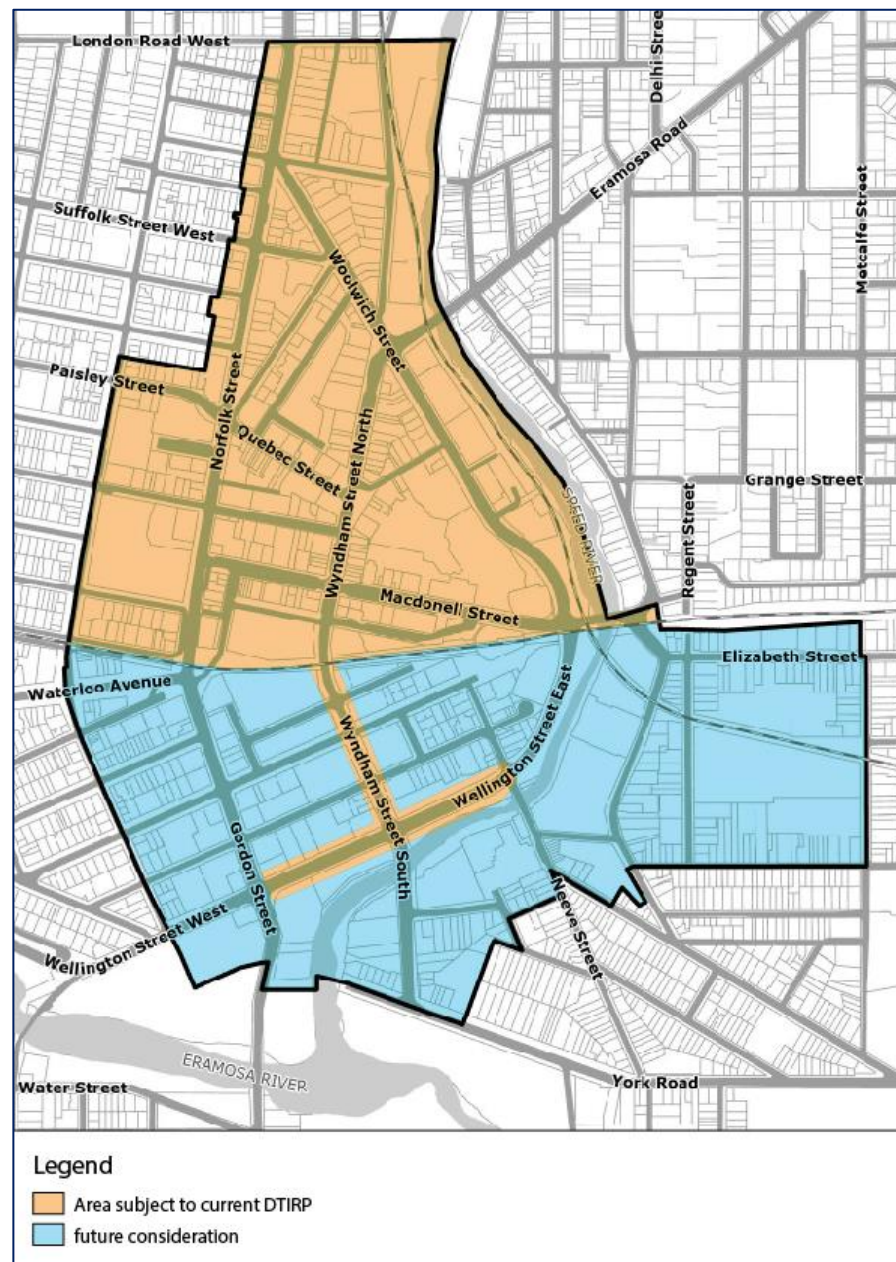 London Road West
Delhi Stree
Eramosa Road
Metcalfe Street
Suffolk Street West
Woolwich Street
Paisley Street
Norfolk Street
Quebec Street
Wyndham Street North
Grange Street
SPEED RIVER
Regent Street
Macdonell Street
Elizabeth Street
Waterloo Avenue
Wyndham Street South
Wellington Street East
Gordon Street
Wellington Street West
Neeve Street
ERAMOSA RIVER
York Road
Water Street
Legend
Area subject to current DTIRP
future consideration